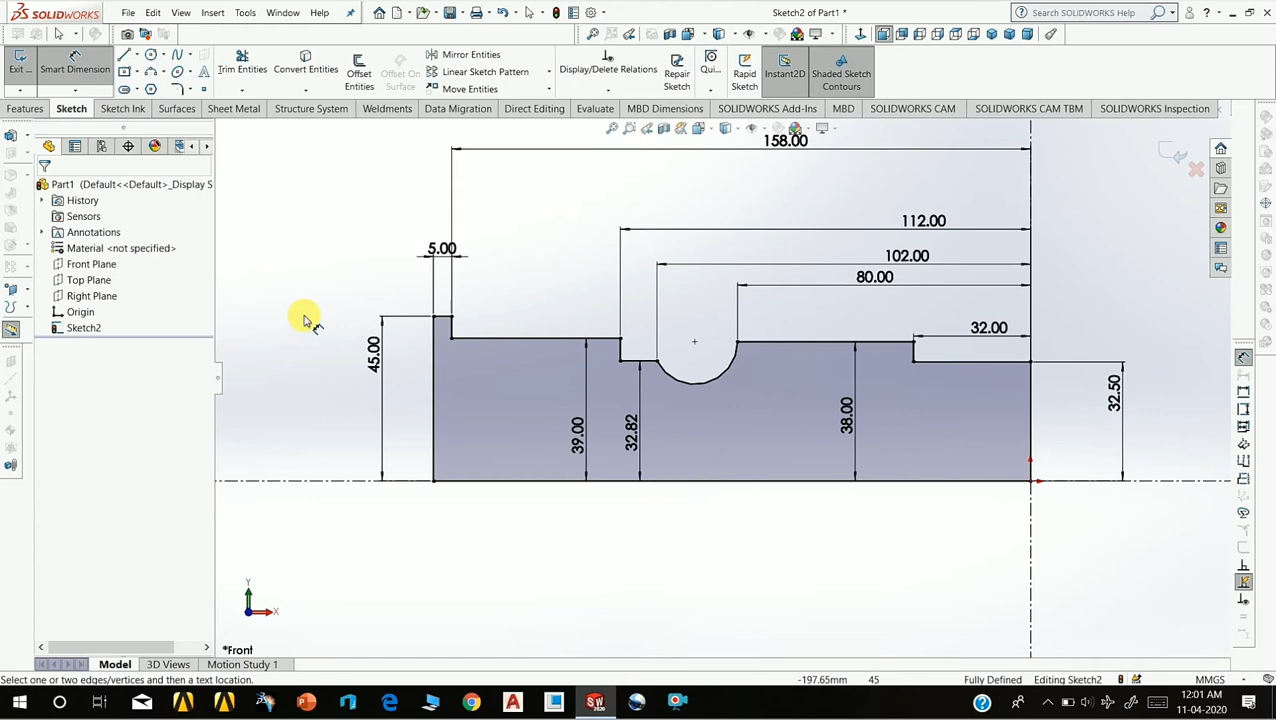 SOLIDWORKS
File Edit View Insert Tools Window Help
Sketch2 of Part1 *
Search SOLIDWORKS Help
Exit ...
Smart Dimension
Trim Entities
Convert Entities
Offset Entities
Offset On Surface
Mirror Entities
Linear Sketch Pattern
Move Entities
Display/Delete Relations
Repair Sketch
Qui...
Rapid Sketch
Instant2D
Shaded Sketch Contours
Features Sketch Sketch Ink Surfaces Sheet Metal Structure System Weldments Data Migration Direct Editing Evaluate MBD Dimensions SOLIDWORKS Add-Ins MBD SOLIDWORKS CAM SOLIDWORKS CAM TBM SOLIDWORKS Inspection
Part1 (Default<<Default>_Display S
History
Sensors
Annotations
Material <not specified>
Front Plane
Top Plane
Right Plane
Origin
Sketch2
158.00
112.00
5.00
102.00
80.00
32.00
45.00
39.00
32.82
38.00
32.50
Y
X
*Front
Model 3D Views Motion Study 1
Select one or two edges/vertices and then a text location.
-197.65mm 45 Fully Defined Editing Sketch2 MMGS
12:01 AM
11-04-2020